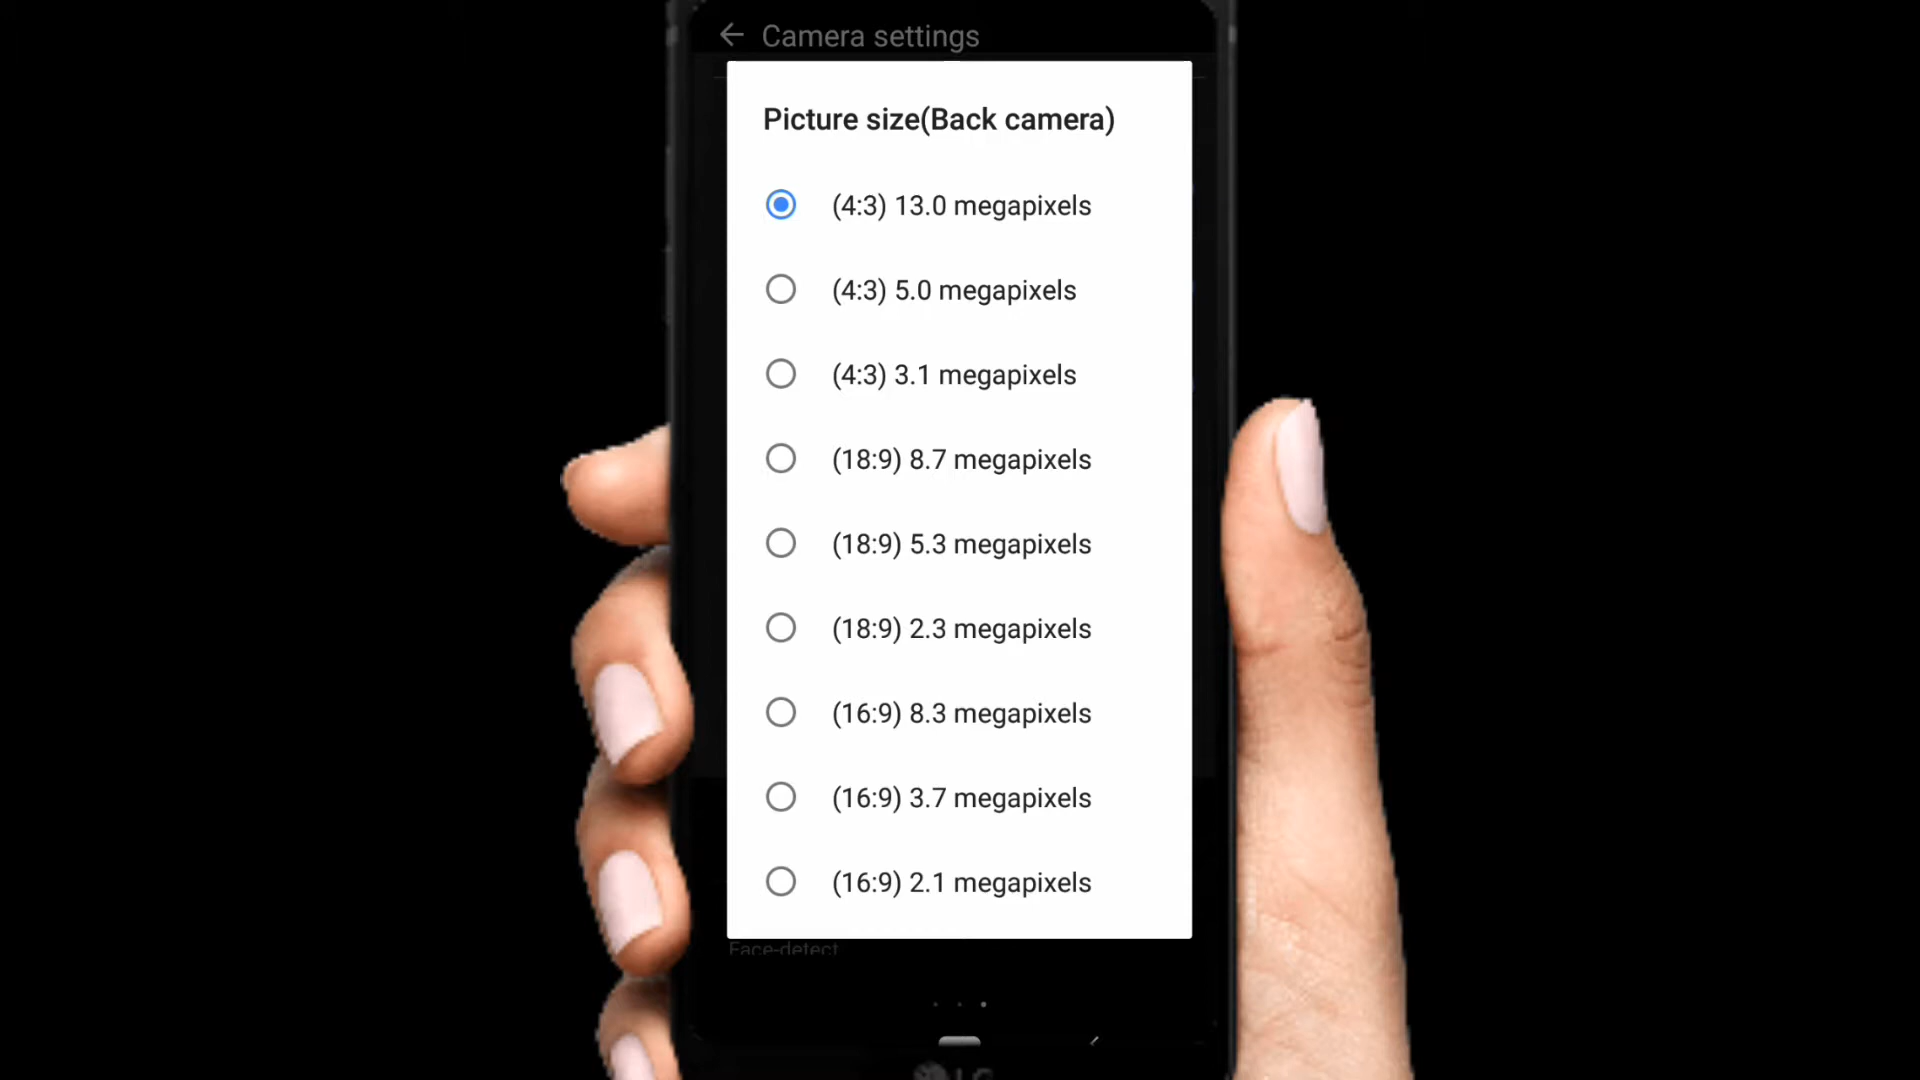 Camera settings
Picture size(Back camera)
(4:3) 13.0 megapixels
(4:3) 5.0 megapixels
(4:3) 3.1 megapixels
(18:9) 8.7 megapixels
(18:9) 5.3 megapixels
(18:9) 2.3 megapixels
(16:9) 8.3 megapixels
(16:9) 3.7 megapixels
(16:9) 2.1 megapixels
Face-detect
LG